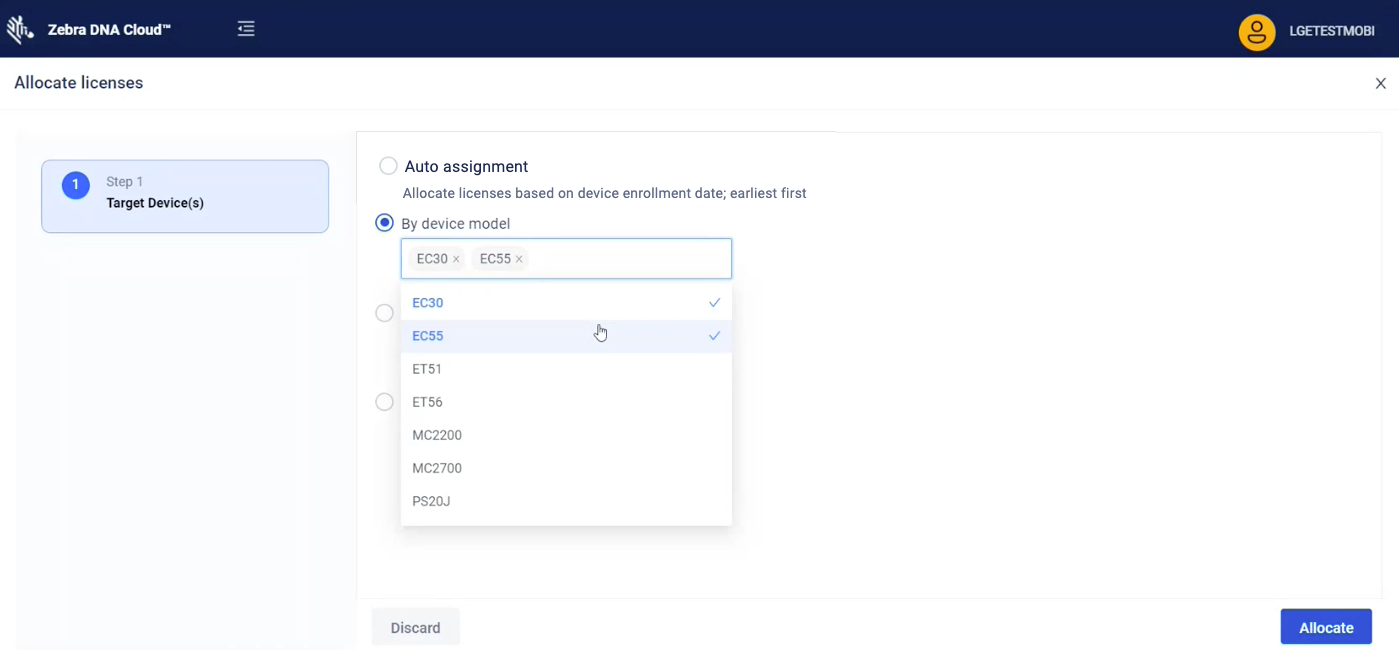 Zebra DNA Cloud™
LGETESTMOBI
Allocate licenses
1
Step 1
Target Device(s)
Auto assignment
Allocate licenses based on device enrollment date; earliest first
By device model
EC30 × EC55 ×
EC30
EC55
ET51
ET56
MC2200
MC2700
PS20J
Discard
Allocate